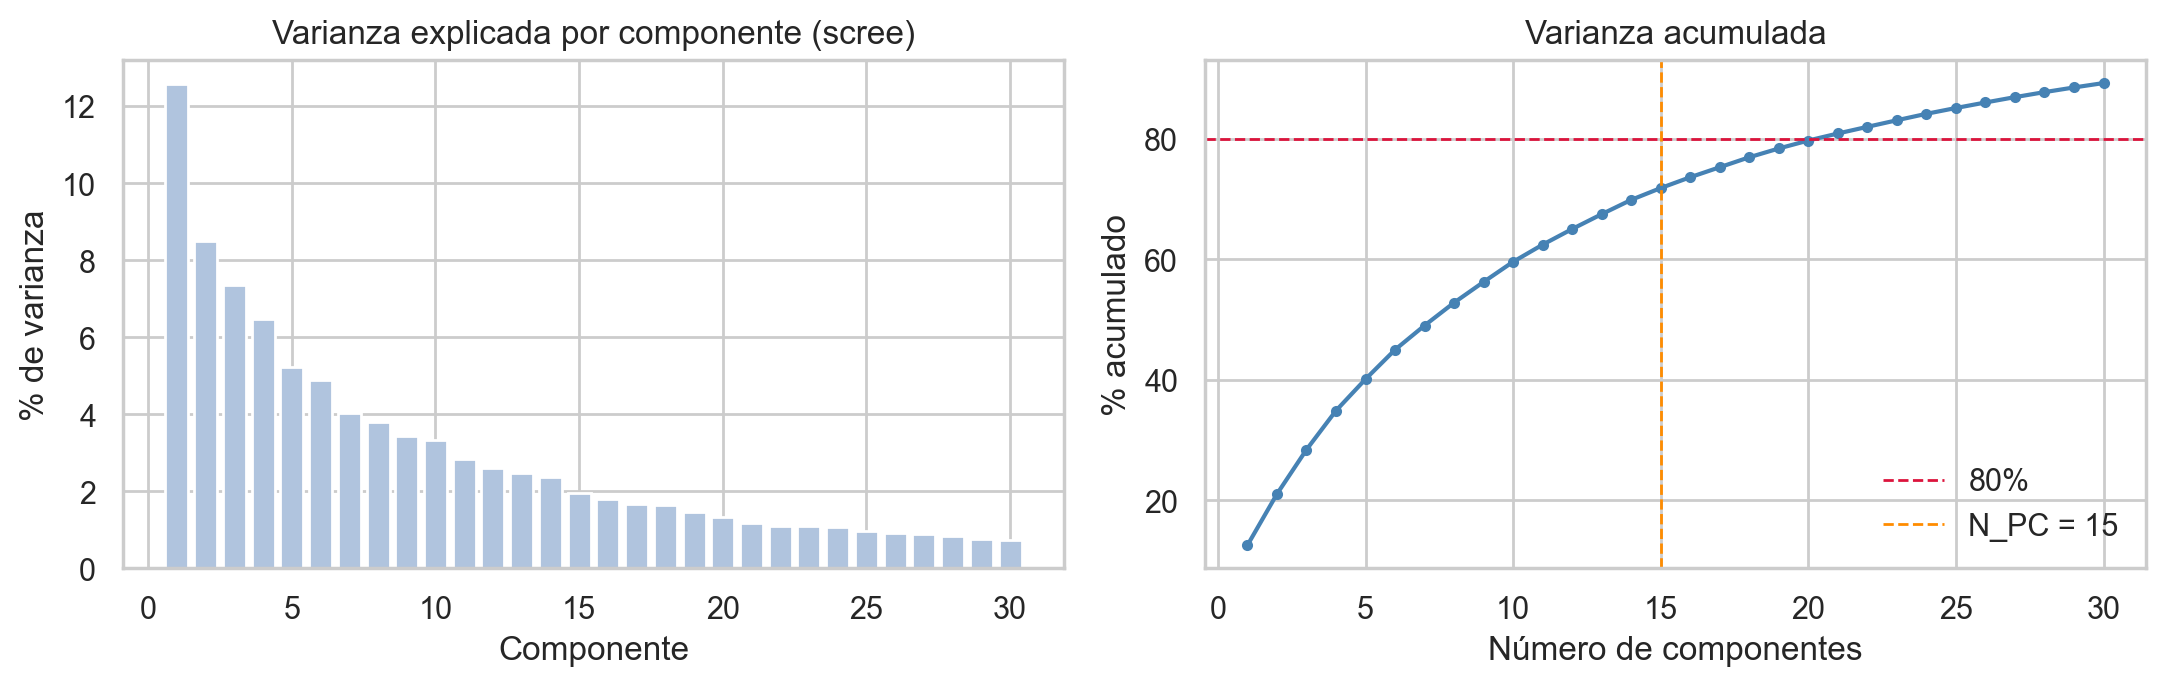 Varianza explicada por componente (scree)
% de varianza
12
10
8
6
4
2
0
0 5 10 15 20 25 30
Componente
Varianza acumulada
% acumulado
80
60
40
20
80%
N_PC = 15
0 5 10 15 20 25 30
Número de componentes